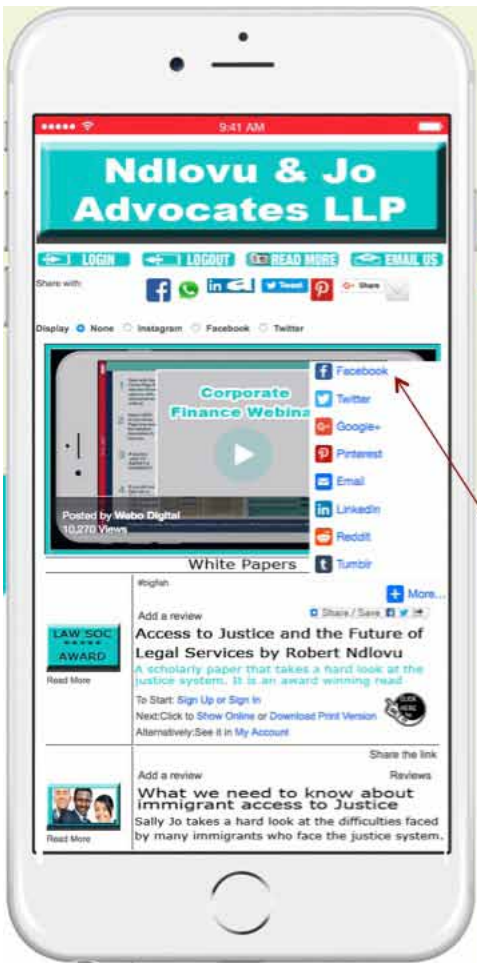 9:41 AM
Ndlovu & Jo
Advocates LLP
LOGIN
LOGOUT
READ MORE
EMAIL US
Share with:
Tweet
G+ Share
Display None Instagram Facebook Twitter
Corporate
Finance Webina
Posted by Webo Digital
10,270 Views
Facebook
Twitter
Google+
Pinterest
Email
LinkedIn
Reddit
Tumblr
More...
White Papers
#bigfish
Share / Save
Add a review
LAW SOC
AWARD
Read More
Access to Justice and the Future of
Legal Services by Robert Ndlovu
A scholarly paper that takes a hard look at the
justice system. It is an award winning read
To Start: Sign Up or Sign In
Next:Click to Show Online or Download Print Version
Alternatively:See it in My Account
CLICK
HERE
Share the link
Add a review
Reviews
What we need to know about
immigrant access to Justice
Sally Jo takes a hard look at the difficulties faced
by many immigrants who face the justice system.
Read More